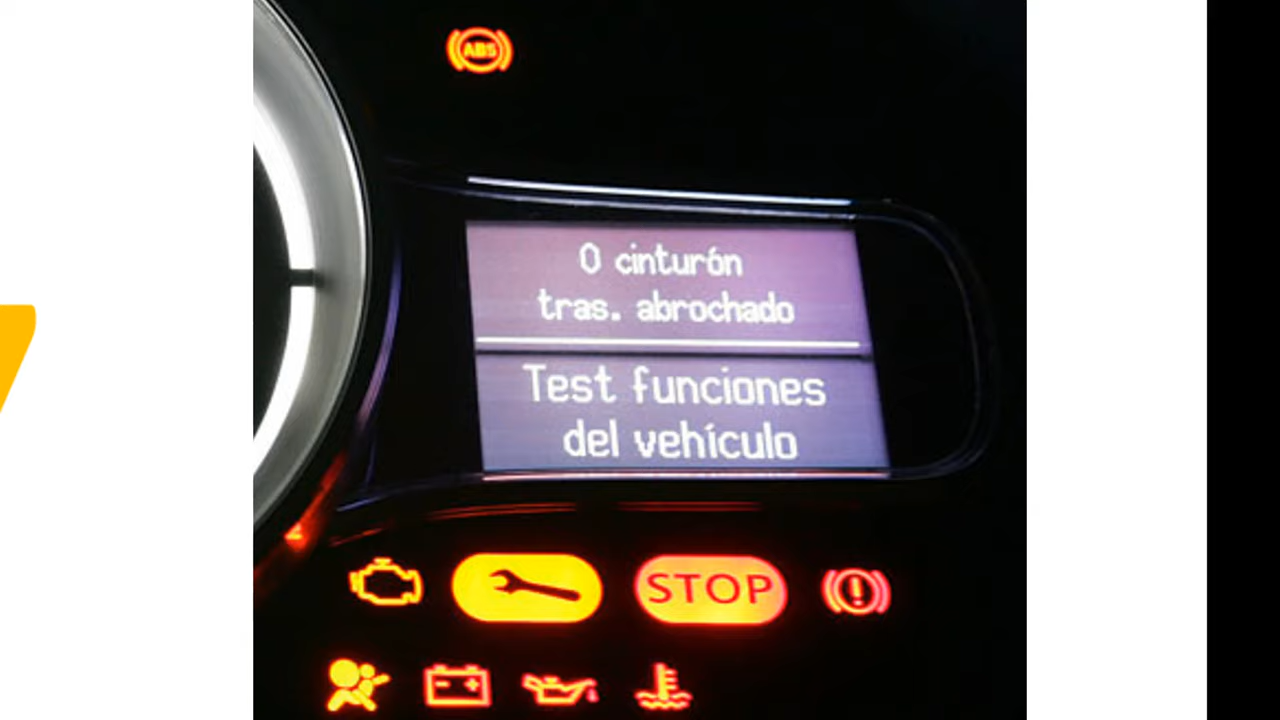 ABS
0 cinturón
tras. abrochado
Test funciones
del vehículo
STOP